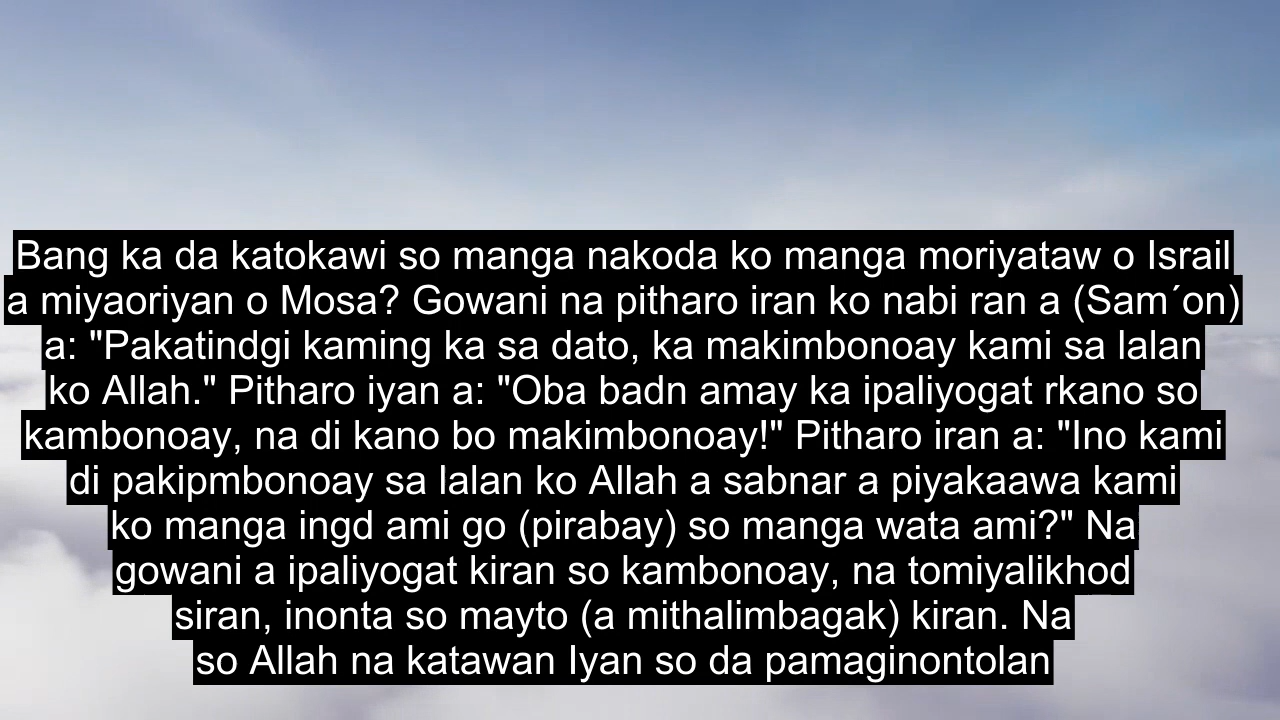 Bang ka da katokawi so manga nakoda ko manga moriyataw o Israil
a miyaoriyan o Mosa? Gowani na pitharo iran ko nabi ran a (Sam´on)
a: "Pakatindgi kaming ka sa dato, ka makimbonoay kami sa lalan
ko Allah." Pitharo iyan a: "Oba badn amay ka ipaliyogat rkano so
kambonoay, na di kano bo makimbonoay!" Pitharo iran a: "Ino kami
di pakipmbonoay sa lalan ko Allah a sabnar a piyakaawa kami
ko manga ingd ami go (pirabay) so manga wata ami?" Na
gowani a ipaliyogat kiran so kambonoay, na tomiyalikhod
siran, inonta so mayto (a mithalimbagak) kiran. Na
so Allah na katawan Iyan so da pamaginontolan